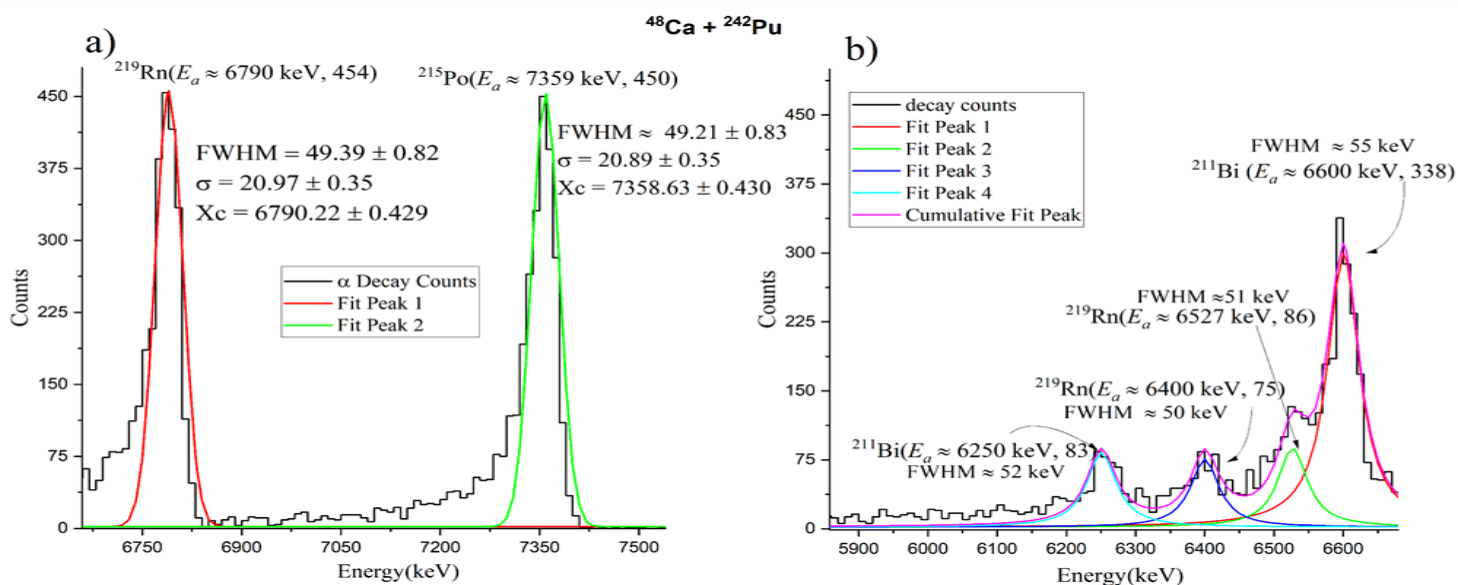 ⁴⁸Ca + ²⁴²Pu
a)
²¹⁹Rn(Eₐ ≈ 6790 keV, 454)
²¹⁵Po(Eₐ ≈ 7359 keV, 450)
FWHM = 49.39 ± 0.82
σ = 20.97 ± 0.35
Xc = 6790.22 ± 0.429
FWHM ≈ 49.21 ± 0.83
σ = 20.89 ± 0.35
Xc = 7358.63 ± 0.430
α Decay Counts
Fit Peak 1
Fit Peak 2
Counts
450
375
300
225
150
75
0
6750 6900 7050 7200 7350 7500
Energy(keV)
b)
decay counts
Fit Peak 1
Fit Peak 2
Fit Peak 3
Fit Peak 4
Cumulative Fit Peak
FWHM ≈ 55 keV
²¹¹Bi (Eₐ ≈ 6600 keV, 338)
FWHM ≈51 keV
²¹⁹Rn(Eₐ ≈ 6527 keV, 86)
²¹⁹Rn(Eₐ ≈ 6400 keV, 75)
FWHM ≈ 50 keV
²¹¹Bi(Eₐ ≈ 6250 keV, 83)
FWHM ≈ 52 keV
Counts
450
375
300
225
150
75
0
5900 6000 6100 6200 6300 6400 6500 6600
Energy(keV)